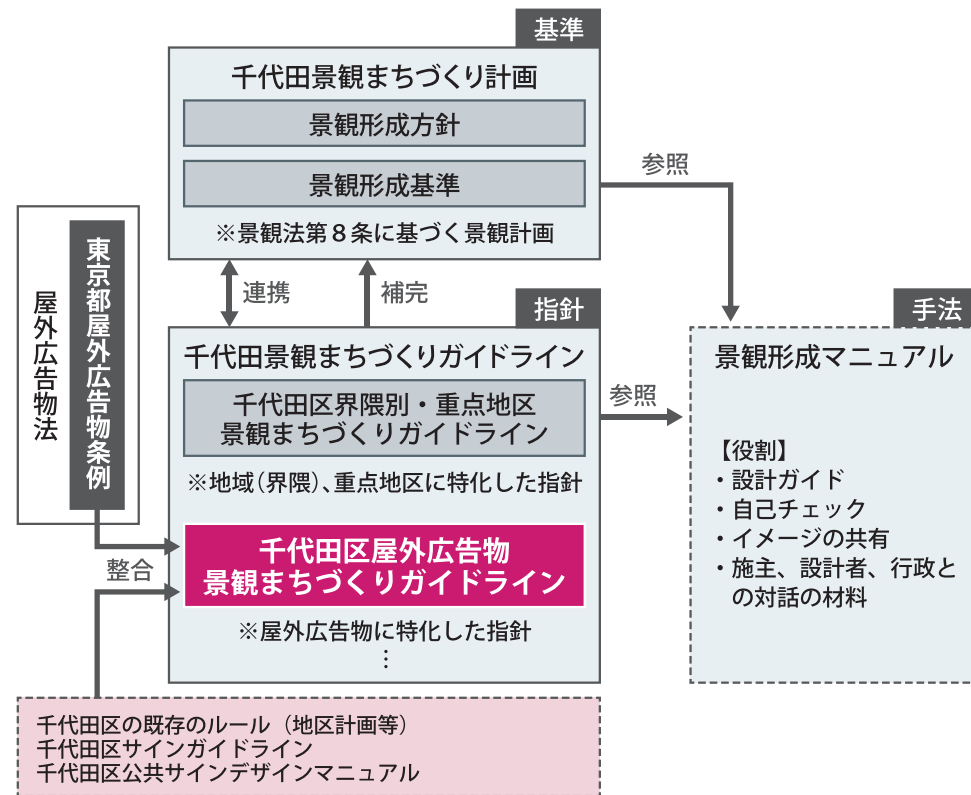 基準
千代田景観まちづくり計画
景観形成方針
景観形成基準
※景観法第8条に基づく景観計画
参照
連携
補完
屋外広告物法
東京都屋外広告物条例
指針
千代田景観まちづくりガイドライン
千代田区界隈別・重点地区
景観まちづくりガイドライン
※地域(界隈)、重点地区に特化した指針
参照
千代田区屋外広告物
景観まちづくりガイドライン
※屋外広告物に特化した指針
⋮
整合
手法
景観形成マニュアル
【役割】
・設計ガイド
・自己チェック
・イメージの共有
・施主、設計者、行政と
の対話の材料
千代田区の既存のルール(地区計画等)
千代田区サインガイドライン
千代田区公共サインデザインマニュアル